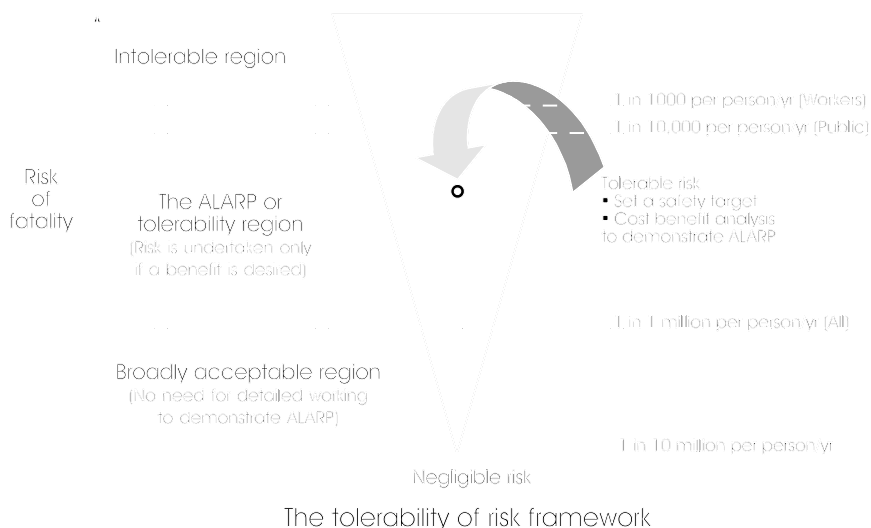 Intolerable region
1 in 1000 per person/yr (Workers)
1 in 10,000 per person/yr (Public)
Risk
of
fatality
The ALARP or
tolerability region
(Risk is undertaken only
if a benefit is desired)
Tolerable risk
▪ Set a safety target
▪ Cost benefit analysis
to demonstrate ALARP
1 in 1 million per person/yr (All)
Broadly acceptable region
(No need for detailed working
to demonstrate ALARP)
1 in 10 million per person/yr
Negligible risk
The tolerability of risk framework